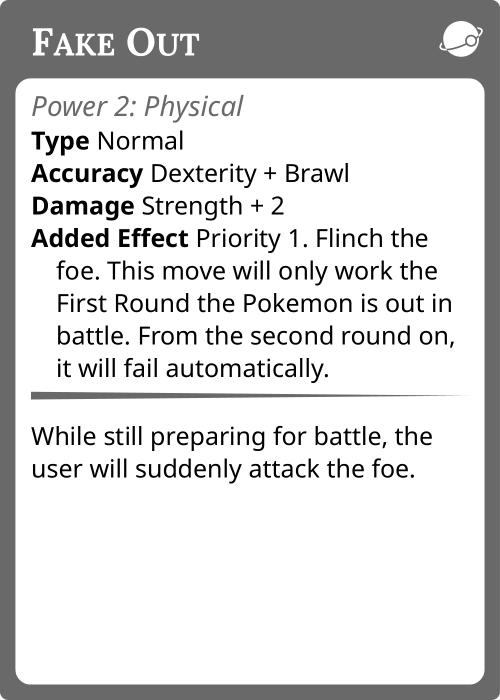 Fake Out
Power 2: Physical
Type Normal
Accuracy Dexterity + Brawl
Damage Strength + 2
Added Effect Priority 1. Flinch the
foe. This move will only work the
First Round the Pokemon is out in
battle. From the second round on,
it will fail automatically.
While still preparing for battle, the
user will suddenly attack the foe.